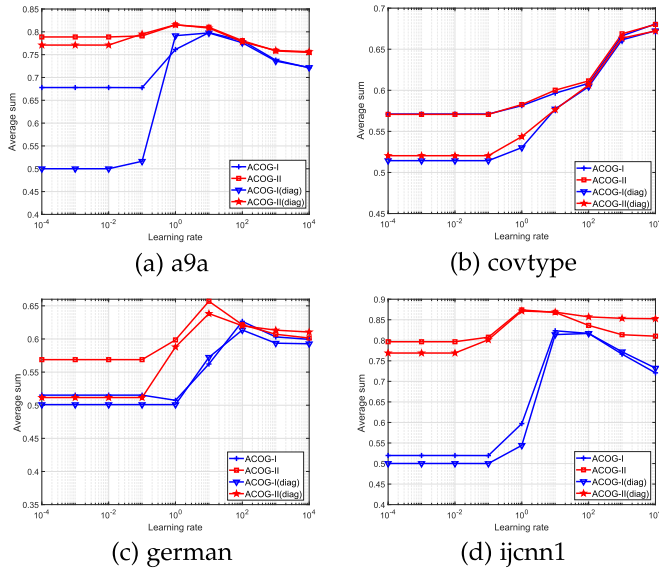 0.85
0.8
0.75
0.7
0.65
0.6
0.55
0.5
0.45
0.4
Average sum
10^-4 10^-2 10^0 10^2 10^4
Learning rate
ACOG-I
ACOG-II
ACOG-I(diag)
ACOG-II(diag)
(a) a9a
0.7
0.65
0.6
0.55
0.5
0.45
Average sum
10^-4 10^-2 10^0 10^2 10^4
Learning rate
ACOG-I
ACOG-II
ACOG-I(diag)
ACOG-II(diag)
(b) covtype
0.65
0.6
0.55
0.5
0.45
0.4
0.35
Average sum
10^-4 10^-2 10^0 10^2 10^4
Learning rate
ACOG-I
ACOG-II
ACOG-I(diag)
ACOG-II(diag)
(c) german
0.9
0.85
0.8
0.75
0.7
0.65
0.6
0.55
0.5
0.45
0.4
Average sum
10^-4 10^-2 10^0 10^2 10^4
Learning rate
ACOG-I
ACOG-II
ACOG-I(diag)
ACOG-II(diag)
(d) ijcnn1